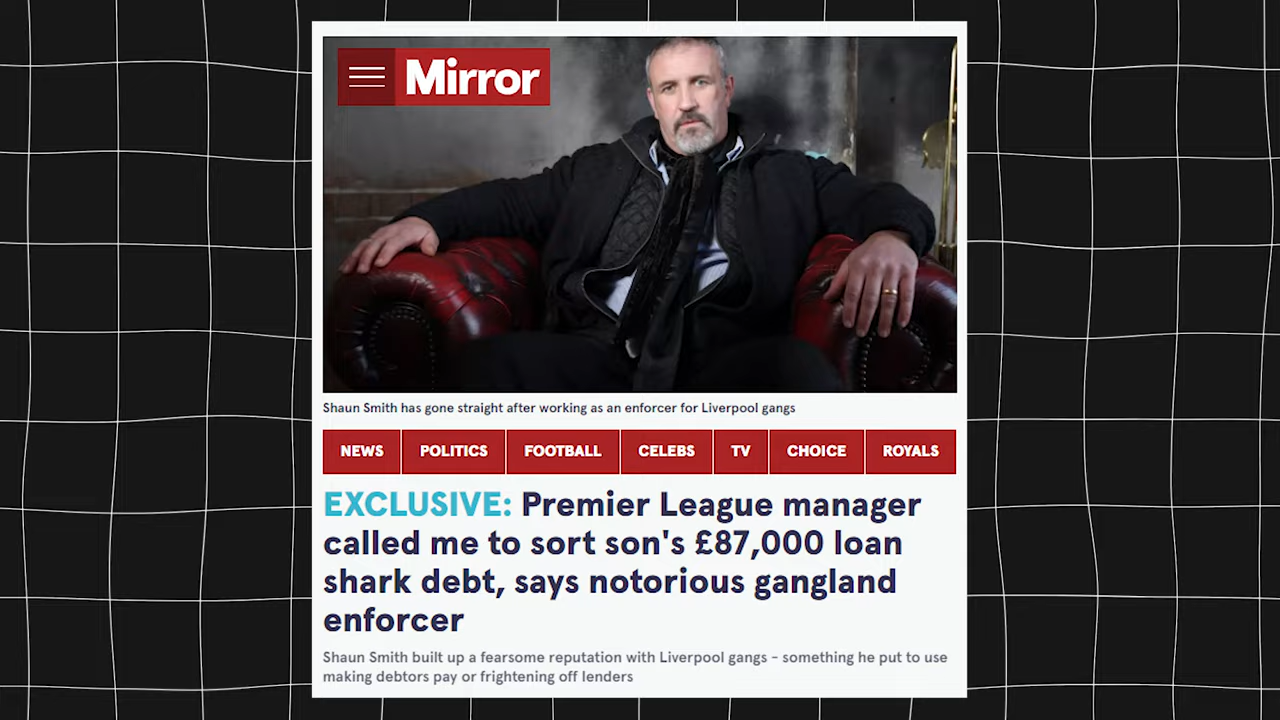 Mirror
Shaun Smith has gone straight after working as an enforcer for Liverpool gangs
NEWS POLITICS FOOTBALL CELEBS TV CHOICE ROYALS
EXCLUSIVE: Premier League manager
called me to sort son's £87,000 loan
shark debt, says notorious gangland
enforcer
Shaun Smith built up a fearsome reputation with Liverpool gangs - something he put to use
making debtors pay or frightening off lenders